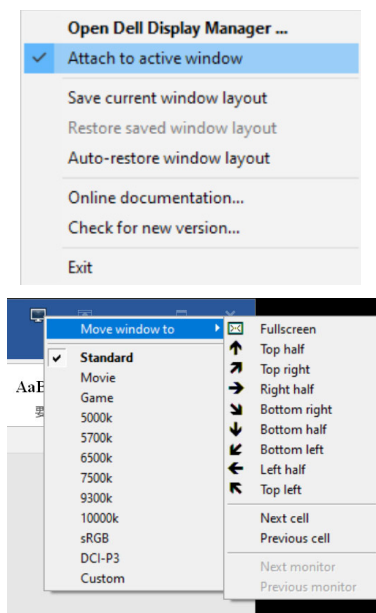 Open Dell Display Manager ...
Attach to active window
Save current window layout
Restore saved window layout
Auto-restore window layout
Online documentation...
Check for new version...
Exit
Move window to
Standard
Movie
Game
5000k
5700k
6500k
7500k
9300k
10000k
sRGB
DCI-P3
Custom
Fullscreen
Top half
Top right
Right half
Bottom right
Bottom half
Bottom left
Left half
Top left
Next cell
Previous cell
Next monitor
Previous monitor
AaB
要